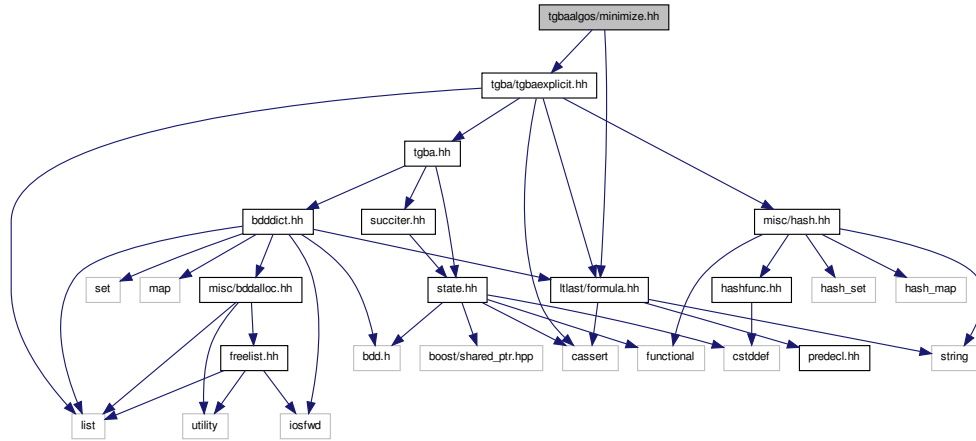 tgbaalgos/minimize.hh
tgba/tgbaexplicit.hh
tgba.hh
bdddict.hh
succiter.hh
misc/hash.hh
set
map
misc/bddalloc.hh
state.hh
ltlast/formula.hh
hashfunc.hh
hash_set
hash_map
freelist.hh
bdd.h
boost/shared_ptr.hpp
cassert
functional
cstddef
predecl.hh
string
list
utility
iosfwd